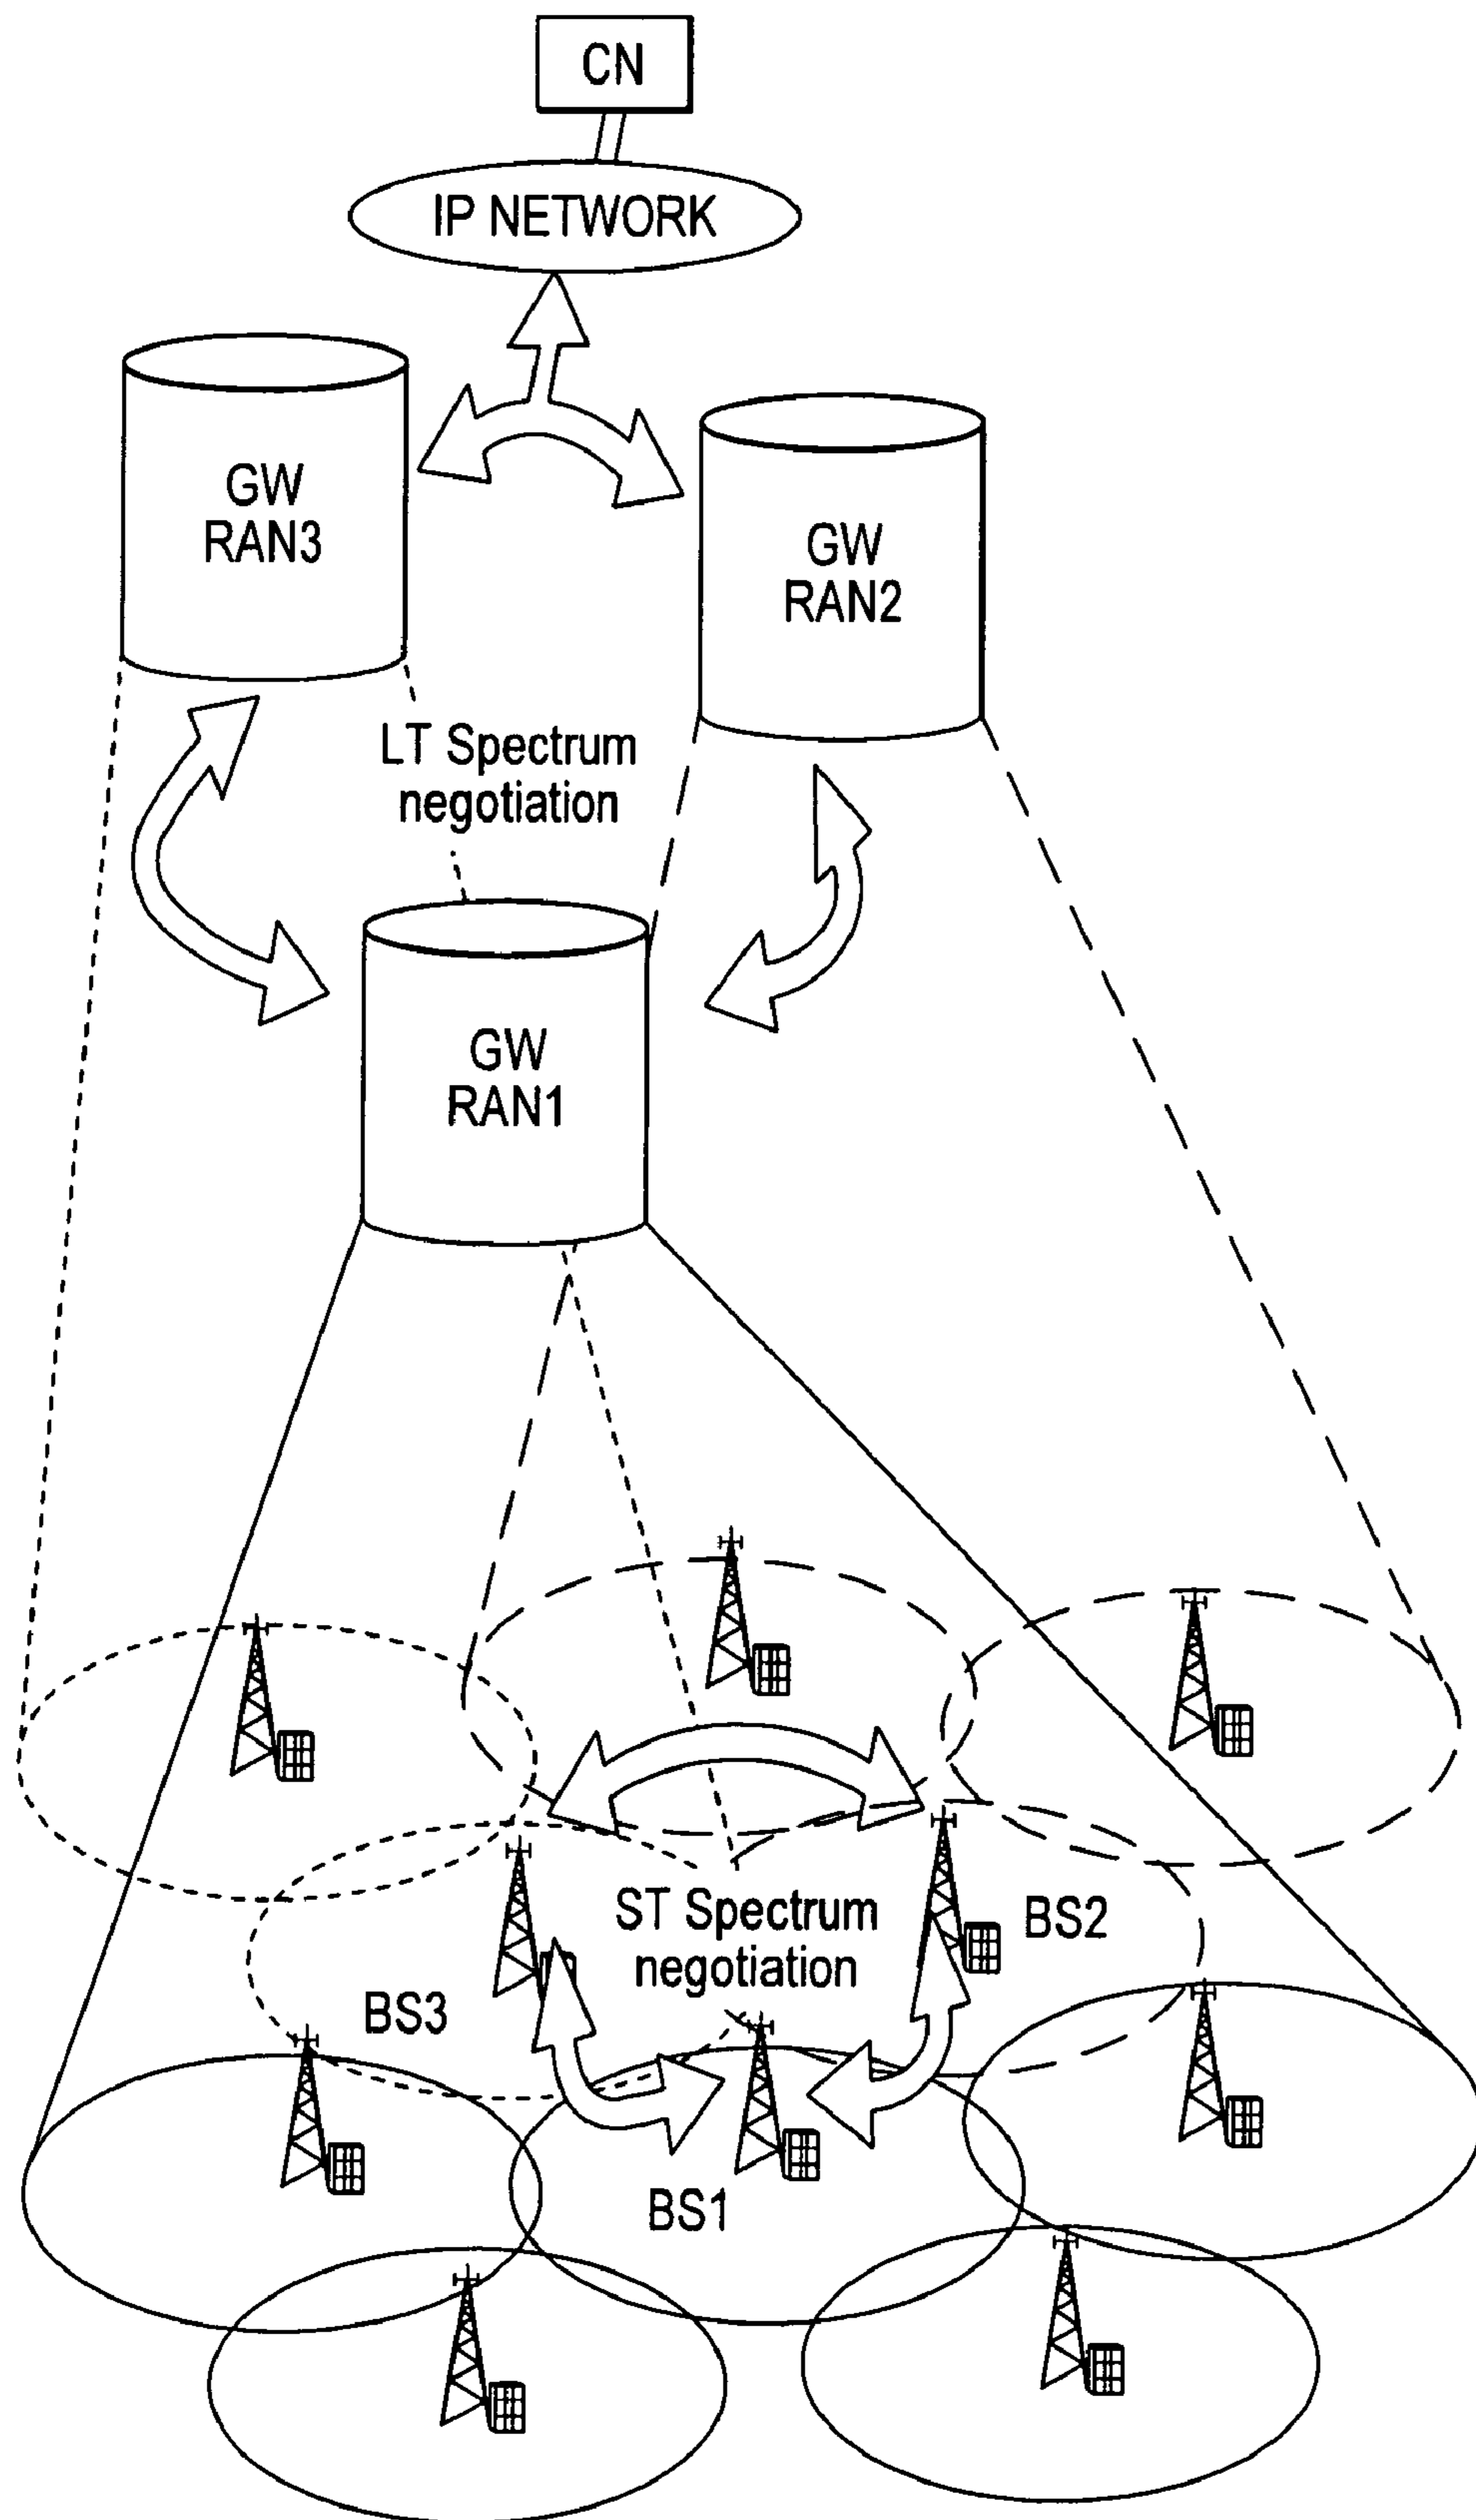 CN
IP NETWORK
GW
RAN3
GW
RAN2
LT Spectrum
negotiation
GW
RAN1
ST Spectrum
negotiation
BS2
BS3
BS1